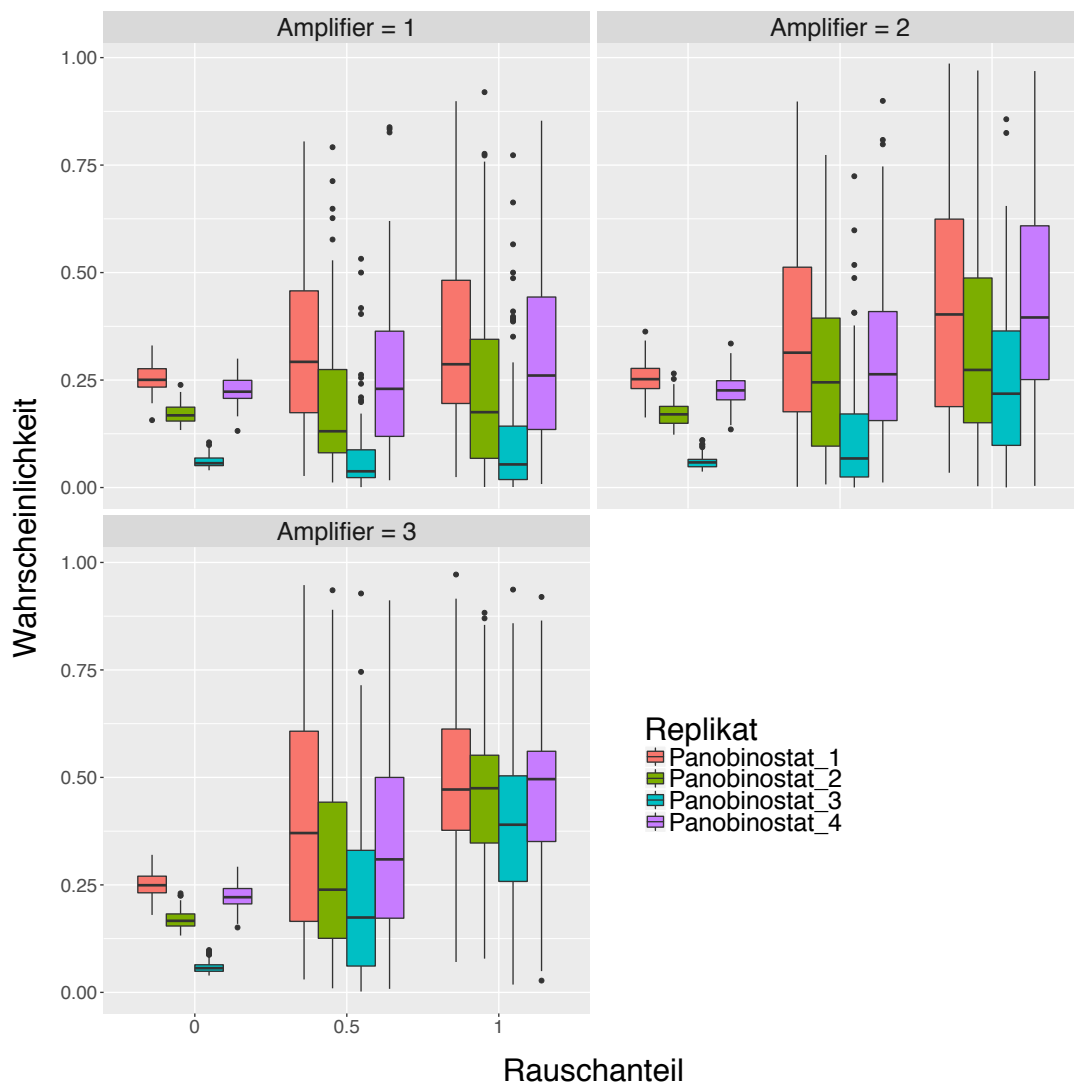 Amplifier = 1
Amplifier = 2
1.00
0.75
0.50
0.25
0.00
Amplifier = 3
1.00
0.75
0.50
0.25
0.00
0
0.5
1
Wahrscheinlichkeit
Rauschanteil
Replikat
Panobinostat_1
Panobinostat_2
Panobinostat_3
Panobinostat_4